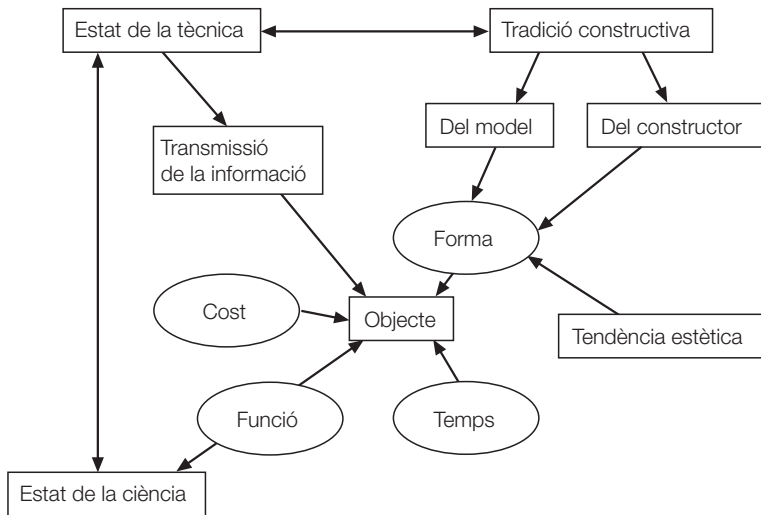 Estat de la tècnica
Tradició constructiva
Del model
Del constructor
Transmissió
de la informació
Forma
Cost
Objecte
Tendència estètica
Funció
Temps
Estat de la ciència